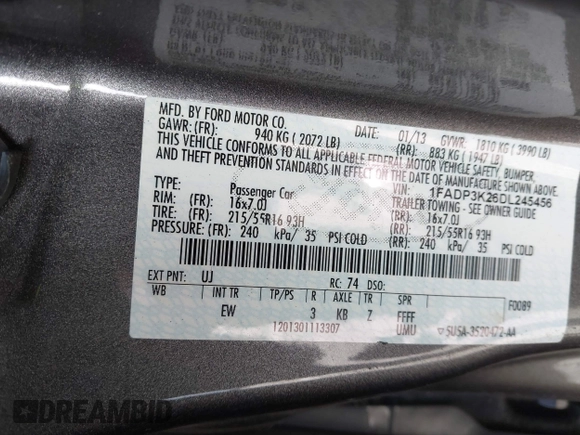 MFD. BY FORD MOTOR CO.
DATE: 01/13 GVWR: 1810 KG ( 3990 LB)
GAWR: (FR): 940 KG ( 2072 LB) (RR): 883 KG ( 1947 LB)
THIS VEHICLE CONFORMS TO ALL APPLICABLE FEDERAL MOTOR VEHICLE SAFETY, BUMPER,
AND THEFT PREVENTION STANDARDS IN EFFECT ON THE DATE OF MANUFACTURE SHOWN ABOVE.
VIN: 1FADP3K26DL245456
TYPE: Passenger Car TRAILER TOWING - SEE OWNER GUIDE
RIM: (FR): 16x7.0J (RR): 16x7.0J
TIRE: (FR): 215/55R16 93H (RR): 215/55R16 93H
PRESSURE: (FR): 240 kPa/ 35 PSI COLD (RR): 240 kPa/ 35 PSI COLD
EXT PNT: UJ RC: 74 DSO:
WB INT TR TP/PS R AXLE TR SPR F0089
EW 3 KB Z FFFF
1201301113307 UMU 5U5A-3520472-AA
DREAMBID